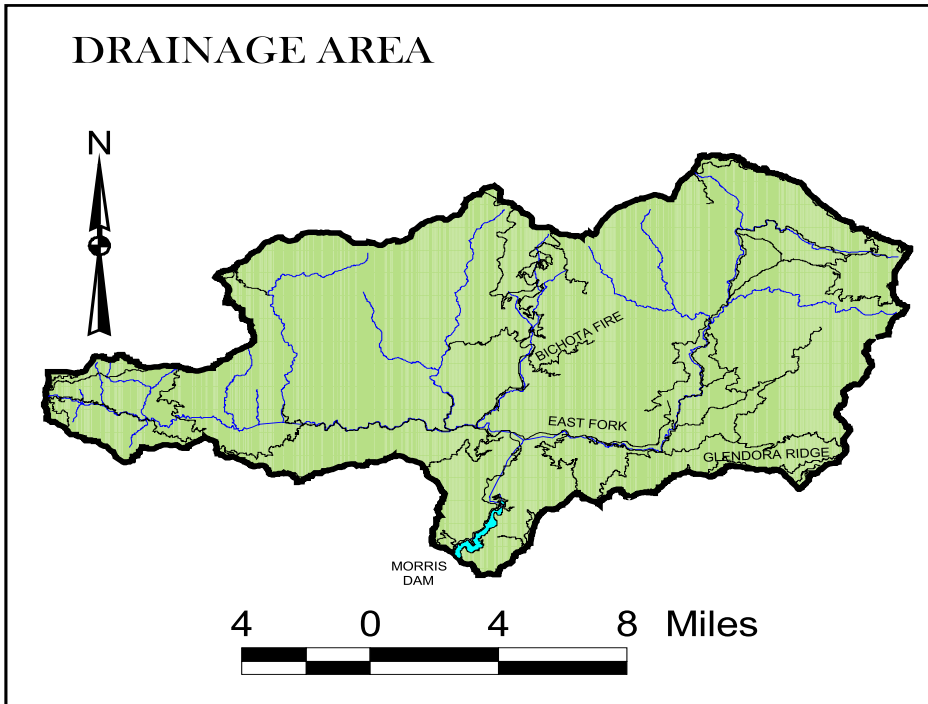 DRAINAGE AREA
N
BICHOTA FIRE
EAST FORK
GLENDORA RIDGE
MORRIS
DAM
4 0 4 8 Miles